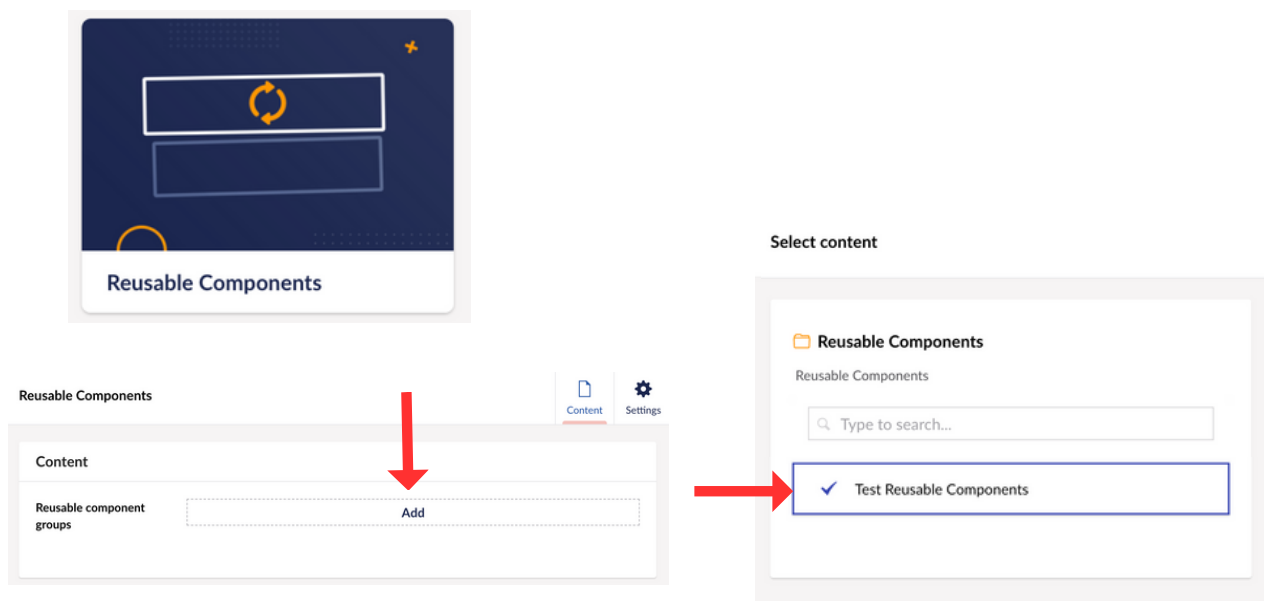 Reusable Components
Reusable Components
Content
Settings
Content
Reusable component
groups
Add
Select content
Reusable Components
Reusable Components
Type to search...
Test Reusable Components